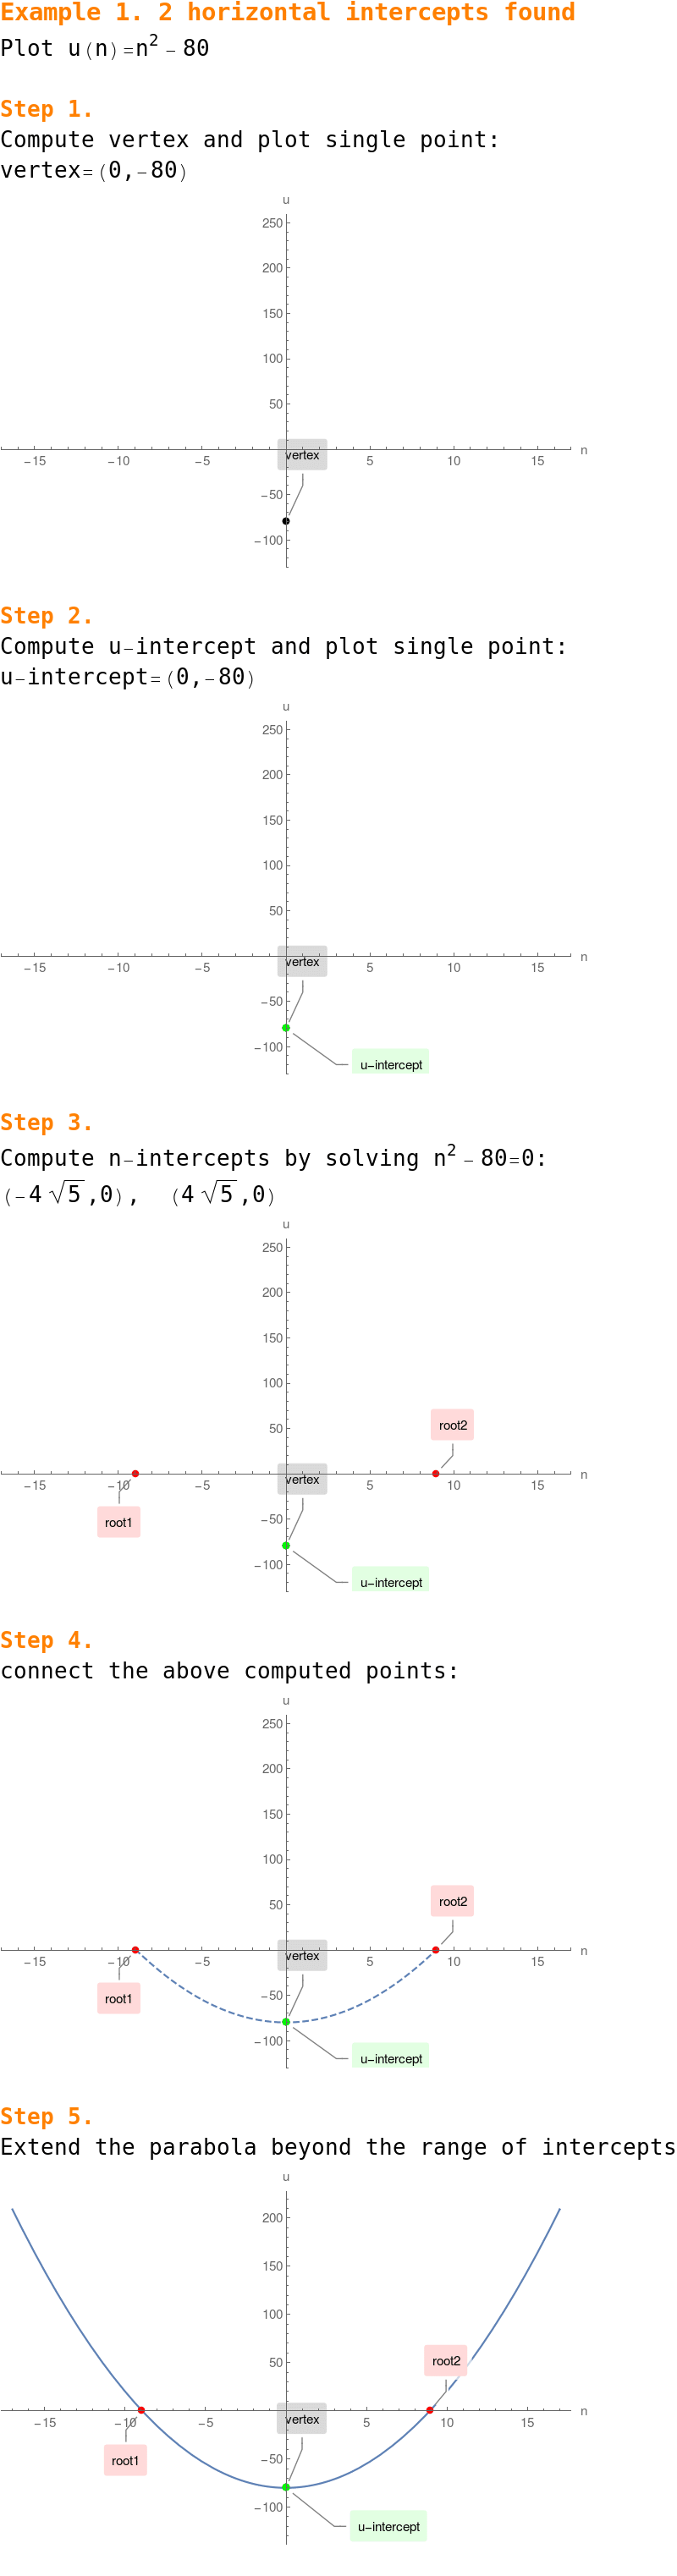 Example 1. 2 horizontal intercepts found
Plot u(n)=n² - 80
Step 1.
Compute vertex and plot single point:
vertex=(0,-80)
u
250
200
150
100
50
n
-15 -10 -5 5 10 15
vertex
-50
-100
Step 2.
Compute u-intercept and plot single point:
u-intercept=(0,-80)
u
250
200
150
100
50
n
-15 -10 -5 5 10 15
vertex
-50
-100
u-intercept
Step 3.
Compute n-intercepts by solving n² - 80=0:
(-4 √5,0), (4 √5,0)
u
250
200
150
100
50
root2
n
-15 -10 -5 5 10 15
vertex
root1
-50
-100
u-intercept
Step 4.
connect the above computed points:
u
250
200
150
100
50
root2
n
-15 -10 -5 5 10 15
vertex
root1
-50
-100
u-intercept
Step 5.
Extend the parabola beyond the range of intercepts
u
200
150
100
50
root2
n
-15 -10 -5 5 10 15
vertex
root1
-50
-100
u-intercept